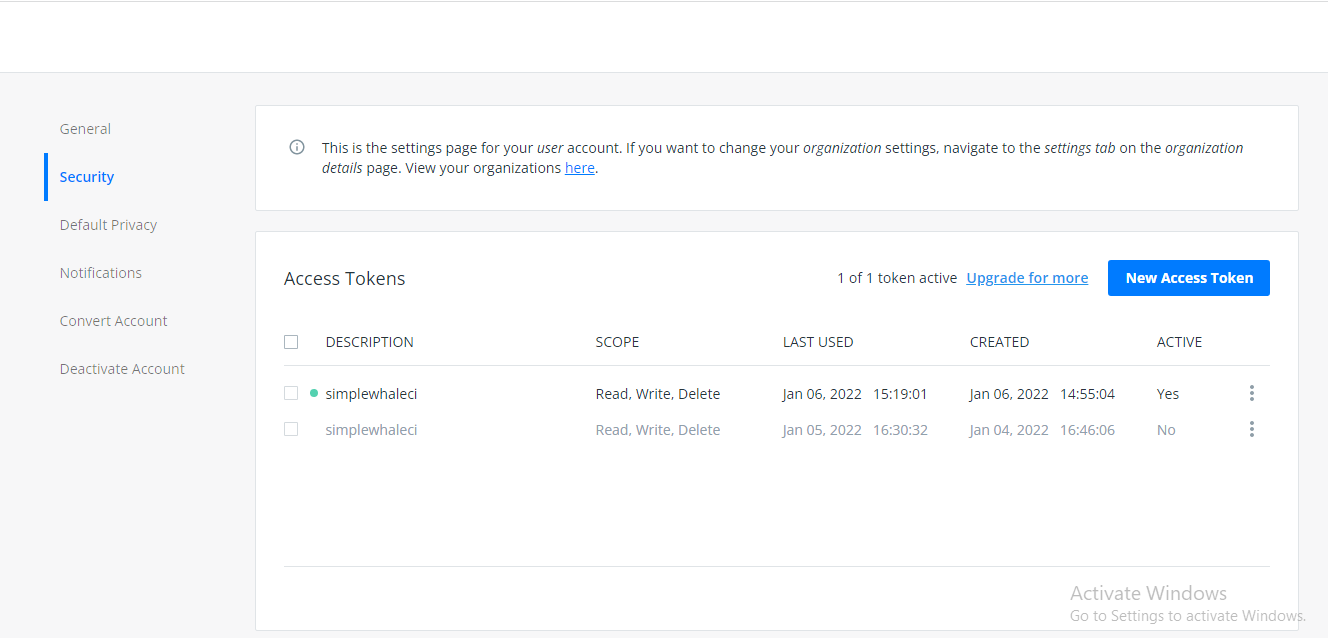 General
Security
Default Privacy
Notifications
Convert Account
Deactivate Account
This is the settings page for your user account. If you want to change your organization settings, navigate to the settings tab on the organization
details page. View your organizations here.
Access Tokens 1 of 1 token active Upgrade for more New Access Token
DESCRIPTION SCOPE LAST USED CREATED ACTIVE
simplewhaleci Read, Write, Delete Jan 06, 2022 15:19:01 Jan 06, 2022 14:55:04 Yes
simplewhaleci Read, Write, Delete Jan 05, 2022 16:30:32 Jan 04, 2022 16:46:06 No
Activate Windows
Go to Settings to activate Windows.